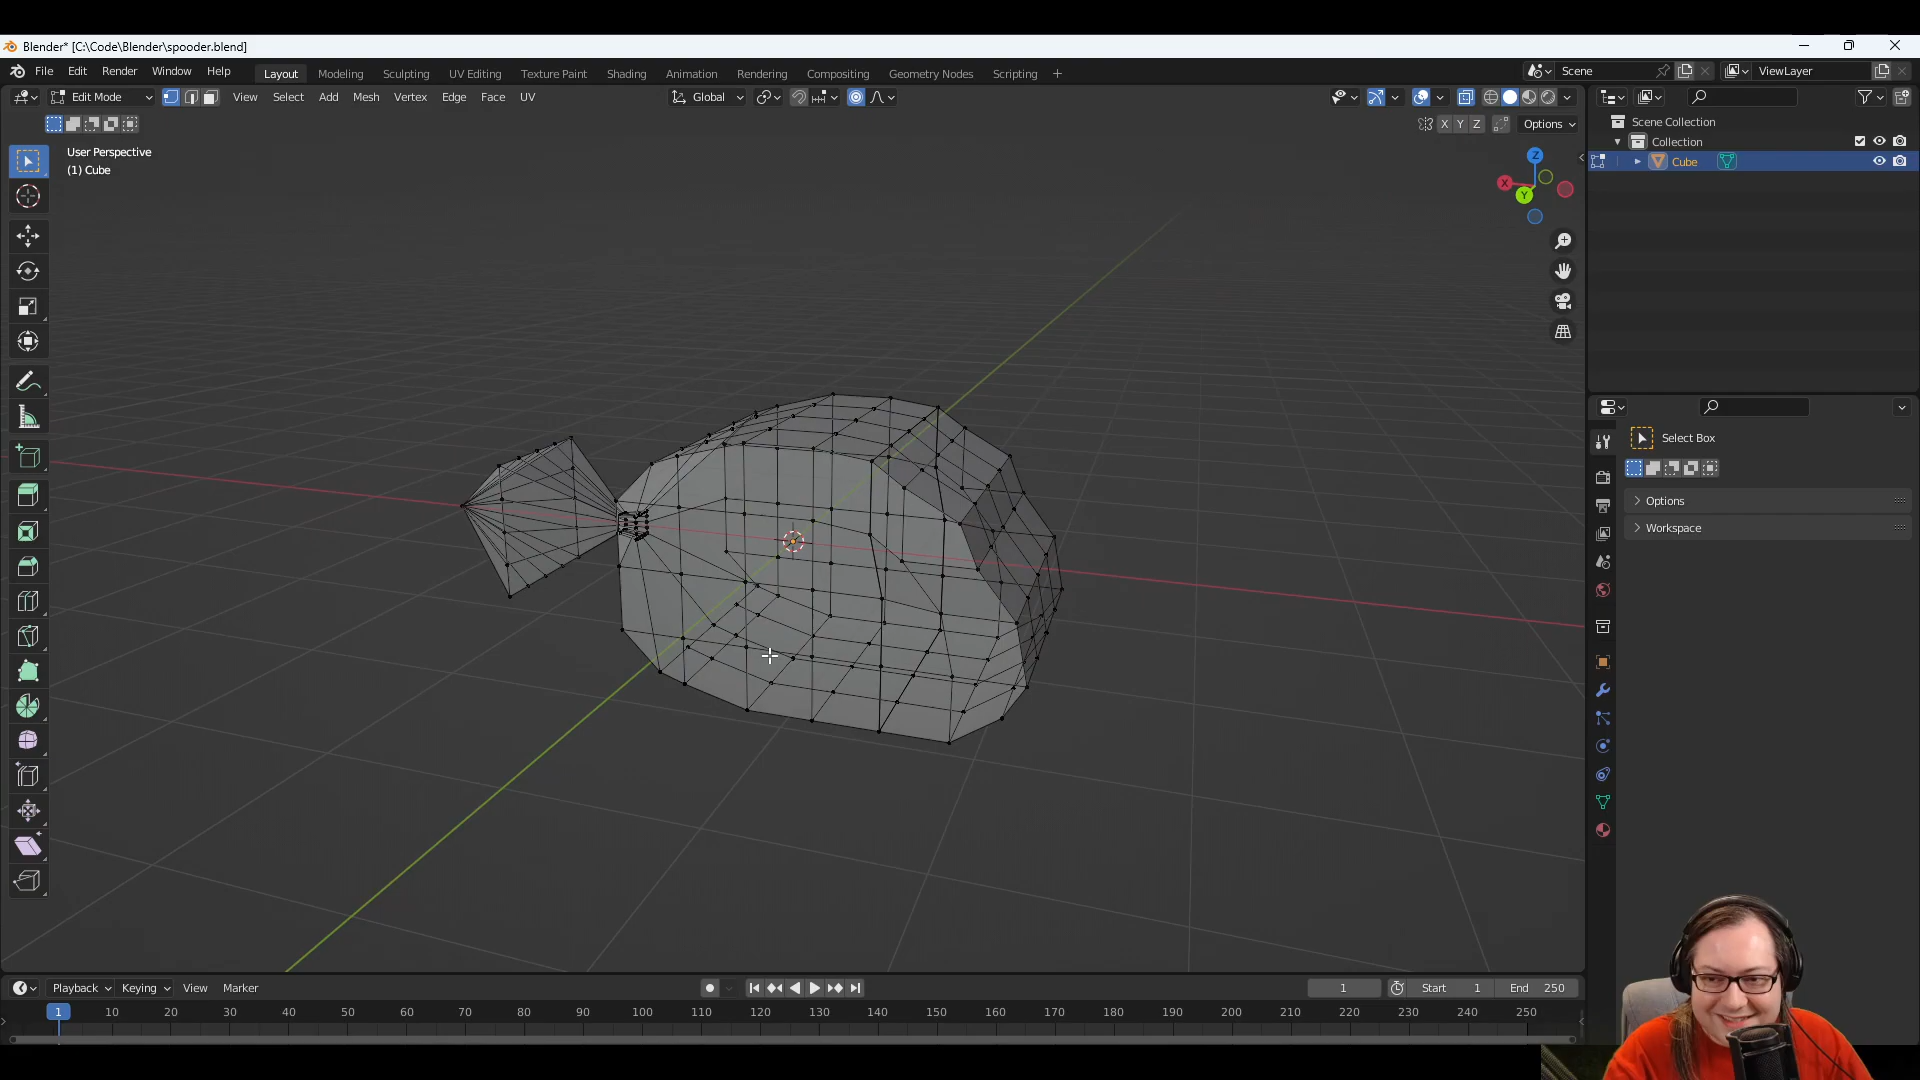 Blender* [C:\Code\Blender\spooder.blend]
File Edit Render Window Help Layout Modeling Sculpting UV Editing Texture Paint Shading Animation Rendering Compositing Geometry Nodes Scripting + Scene ViewLayer
Edit Mode View Select Add Mesh Vertex Edge Face UV Global
X Y Z Options
User Perspective
(1) Cube
Z
X
Y
Scene Collection
Collection
Cube
Select Box
Options
Workspace
Playback Keying View Marker 1 Start 1 End 250
1 10 20 30 40 50 60 70 80 90 100 110 120 130 140 150 160 170 180 190 200 210 220 230 240 250